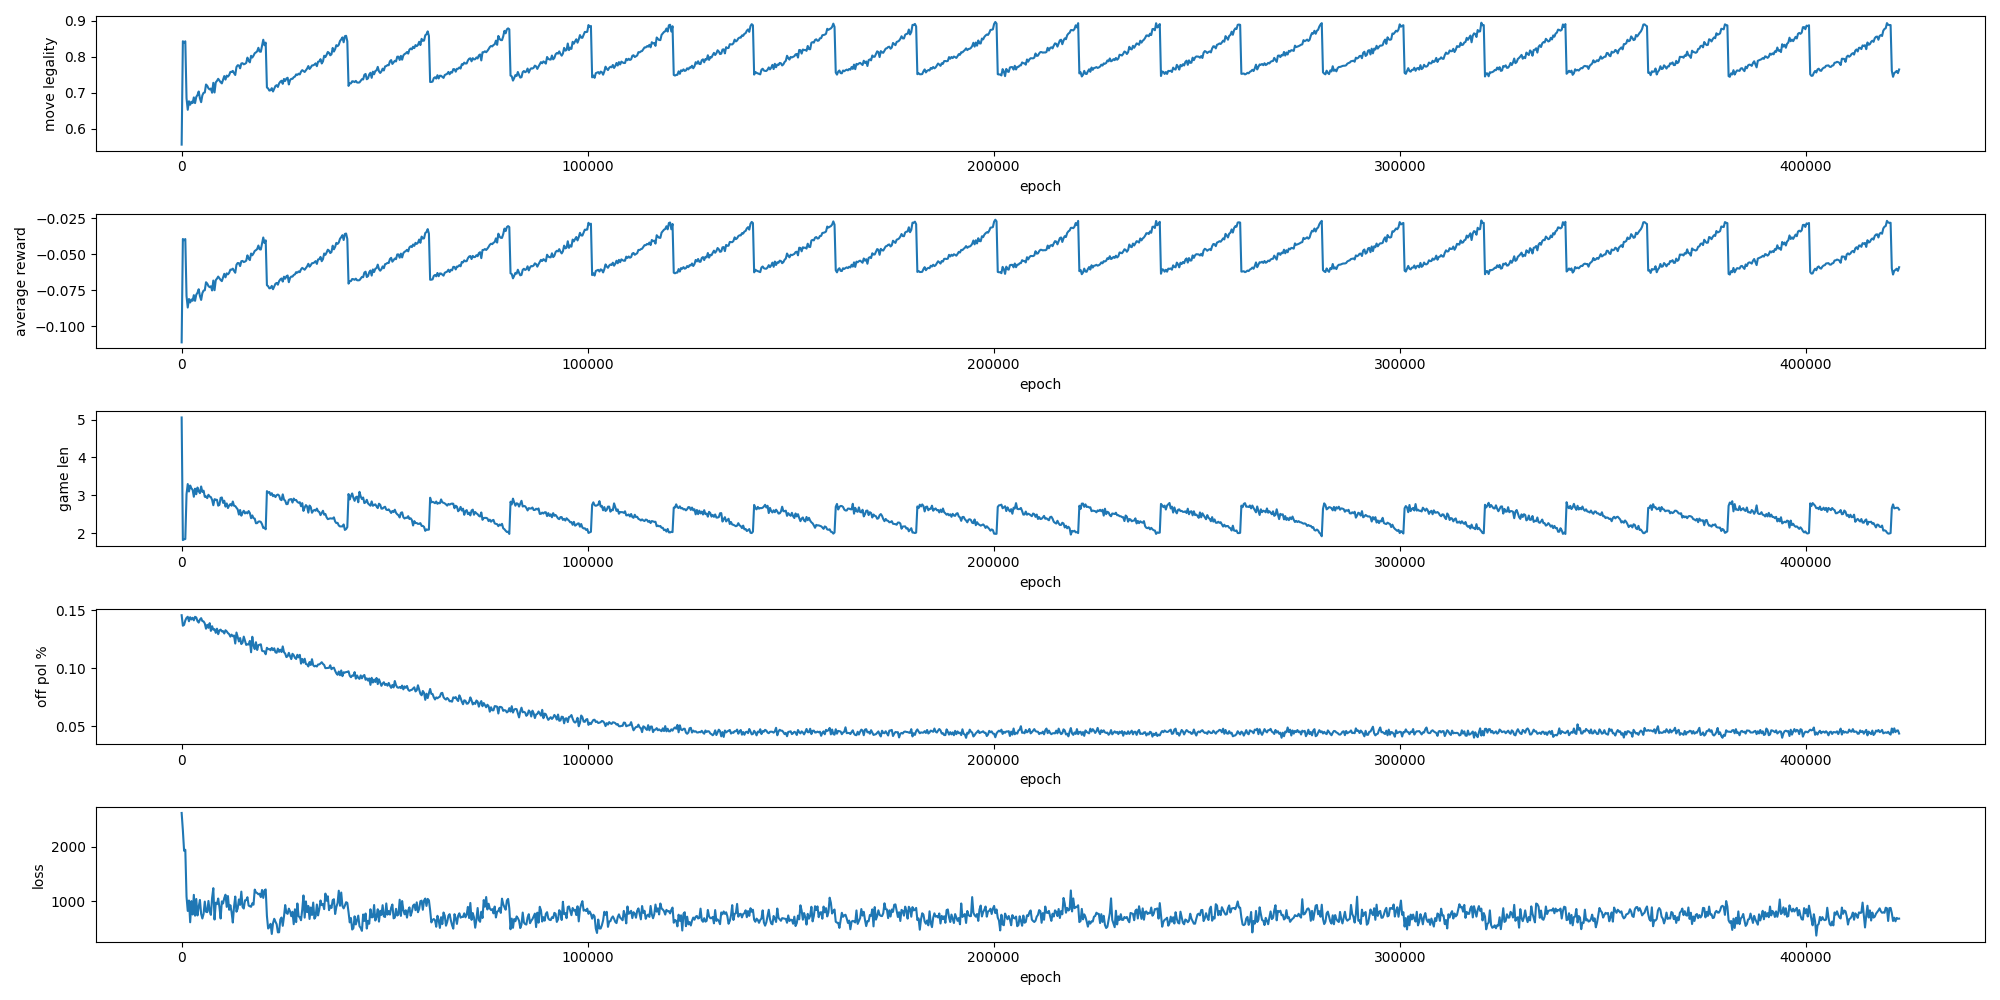 move legality
0.9
0.8
0.7
0.6
0 100000 200000 300000 400000
epoch
average reward
−0.025
−0.050
−0.075
−0.100
0 100000 200000 300000 400000
epoch
game len
5
4
3
2
0 100000 200000 300000 400000
epoch
off pol %
0.15
0.10
0.05
0 100000 200000 300000 400000
epoch
loss
2000
1000
0 100000 200000 300000 400000
epoch